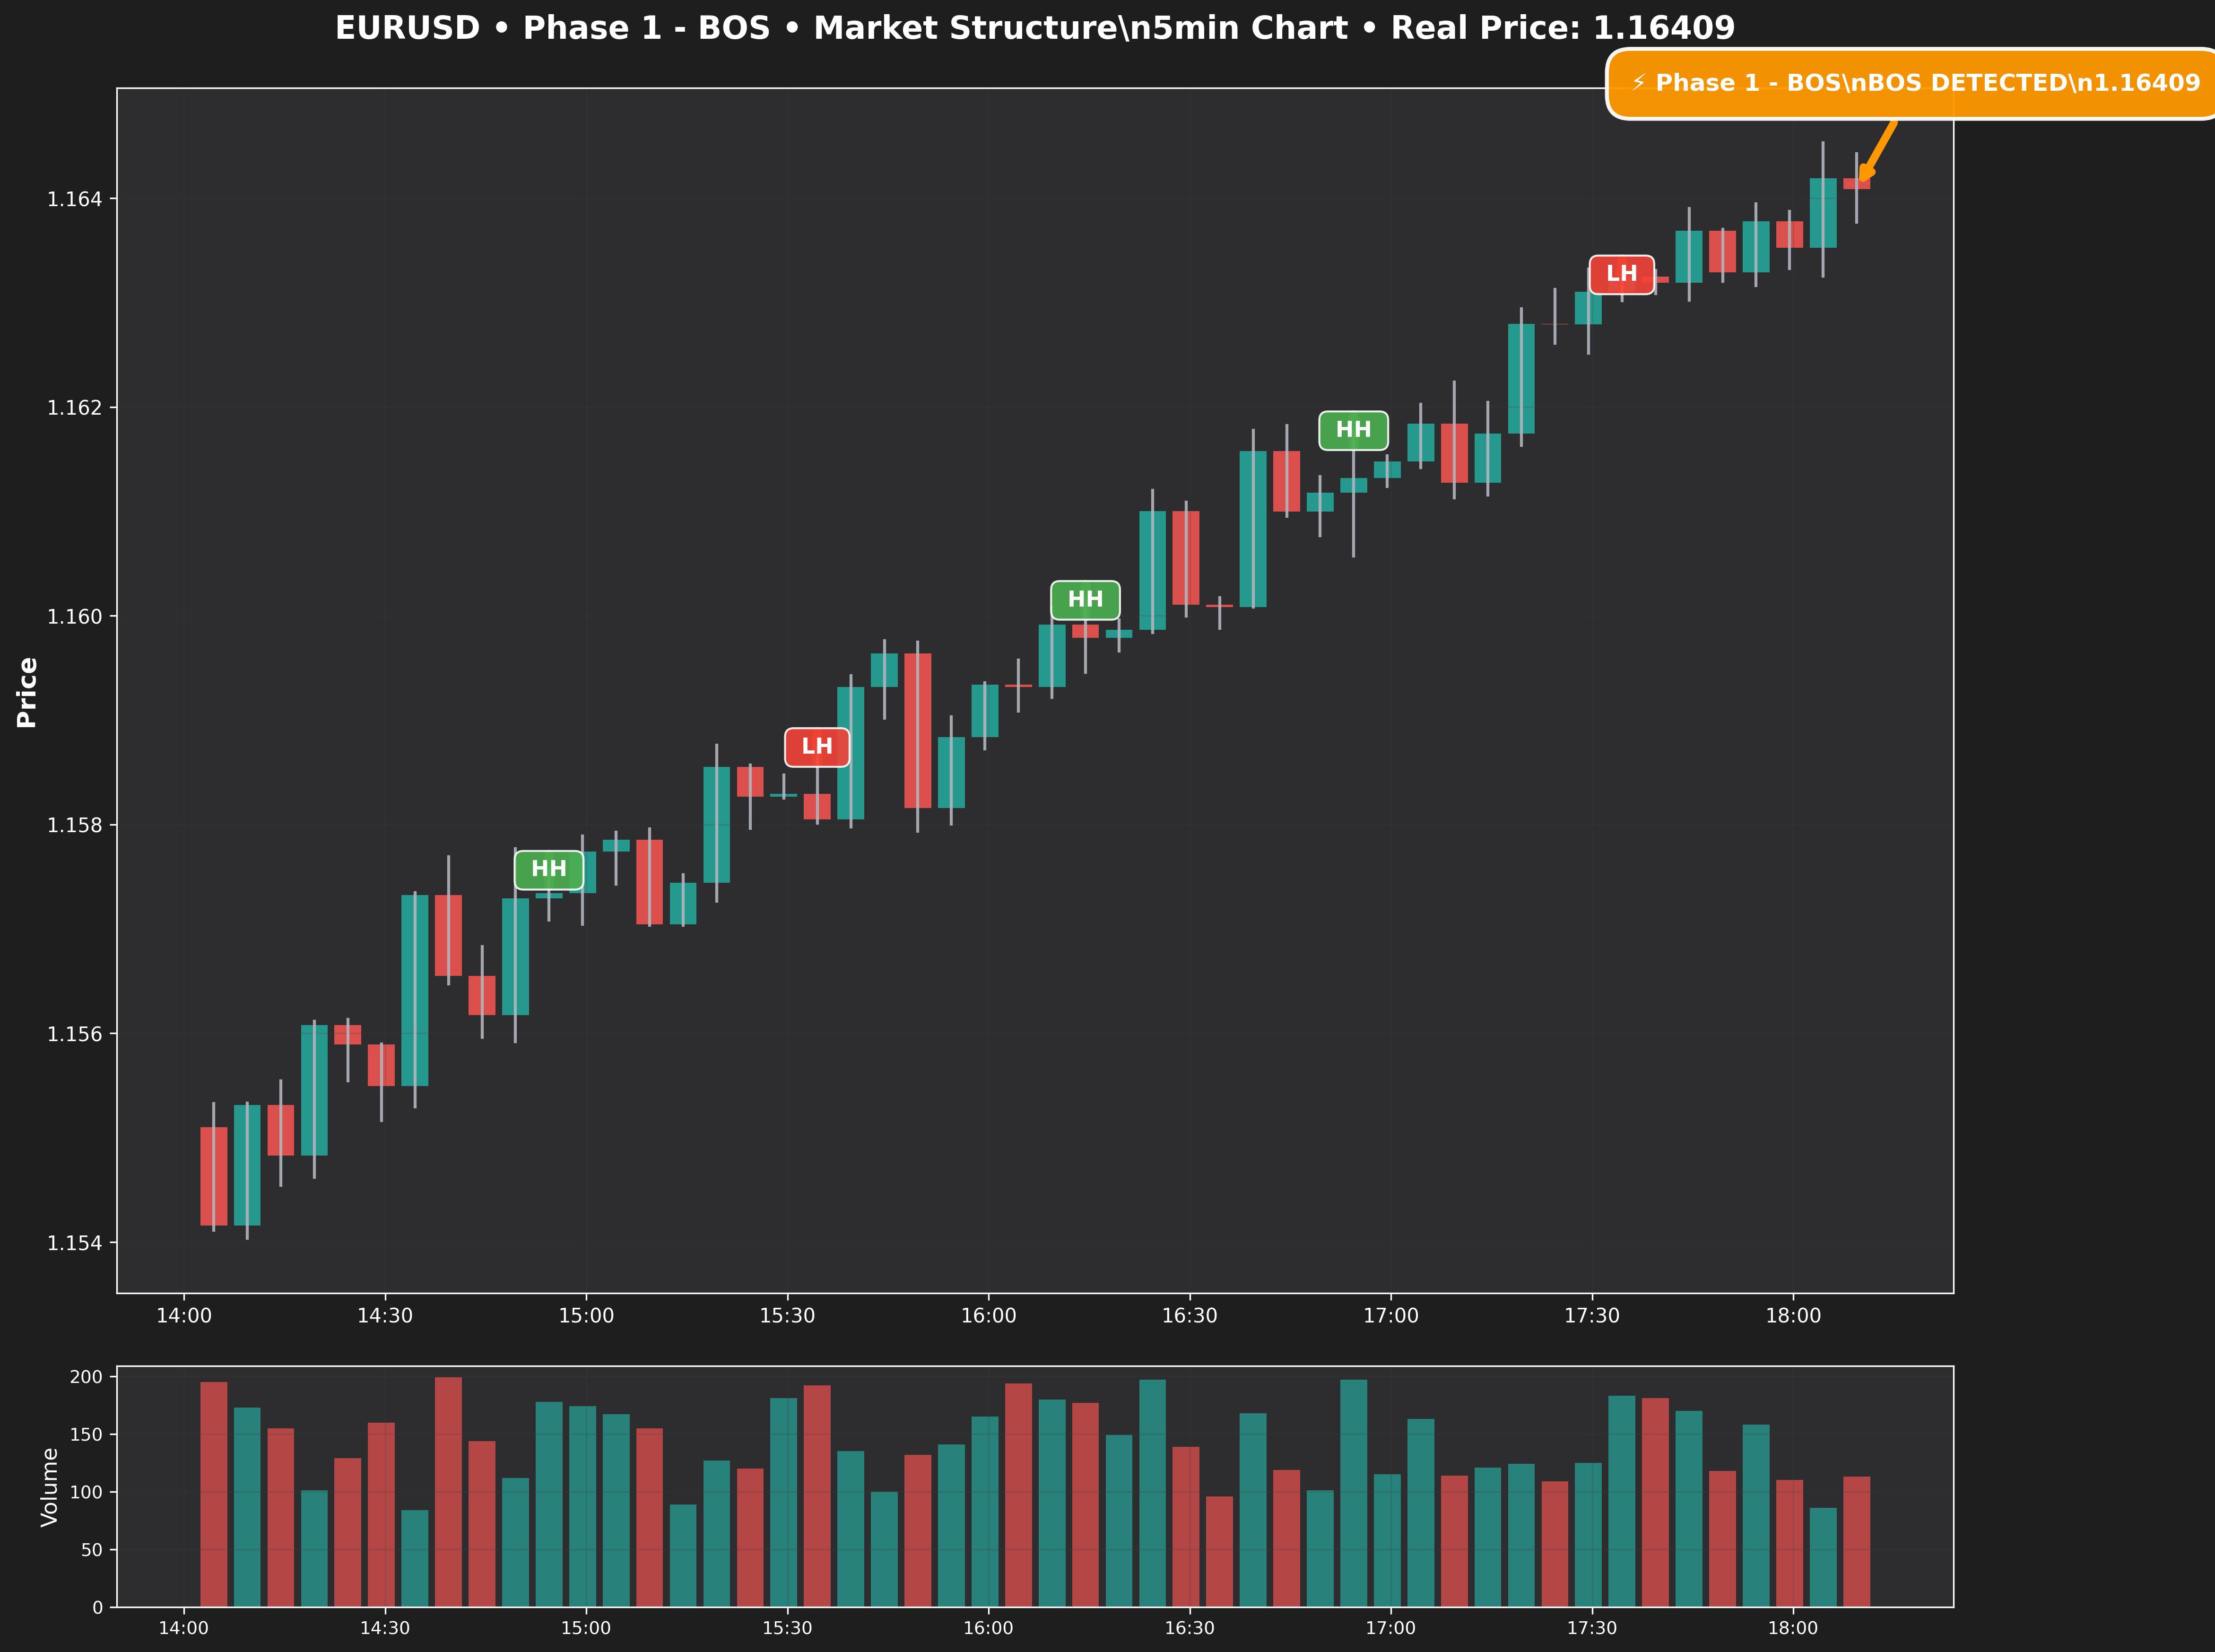 EURUSD • Phase 1 - BOS • Market Structure\n5min Chart • Real Price: 1.16409
⚡ Phase 1 - BOS\nBOS DETECTED\n1.16409
1.164
LH
1.162
HH
HH
1.160
Price
LH
1.158
HH
1.156
1.154
14:00 14:30 15:00 15:30 16:00 16:30 17:00 17:30 18:00
200
150
Volume
100
50
0
14:00 14:30 15:00 15:30 16:00 16:30 17:00 17:30 18:00